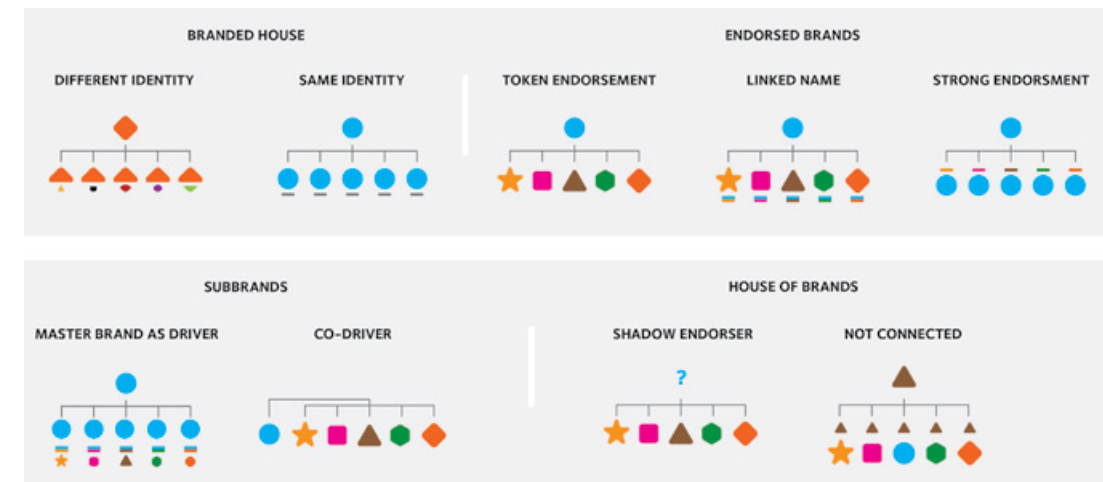 BRANDED HOUSE
ENDORSED BRANDS
DIFFERENT IDENTITY
SAME IDENTITY
TOKEN ENDORSEMENT
LINKED NAME
STRONG ENDORSMENT
SUBBRANDS
HOUSE OF BRANDS
MASTER BRAND AS DRIVER
CO-DRIVER
SHADOW ENDORSER
NOT CONNECTED
?